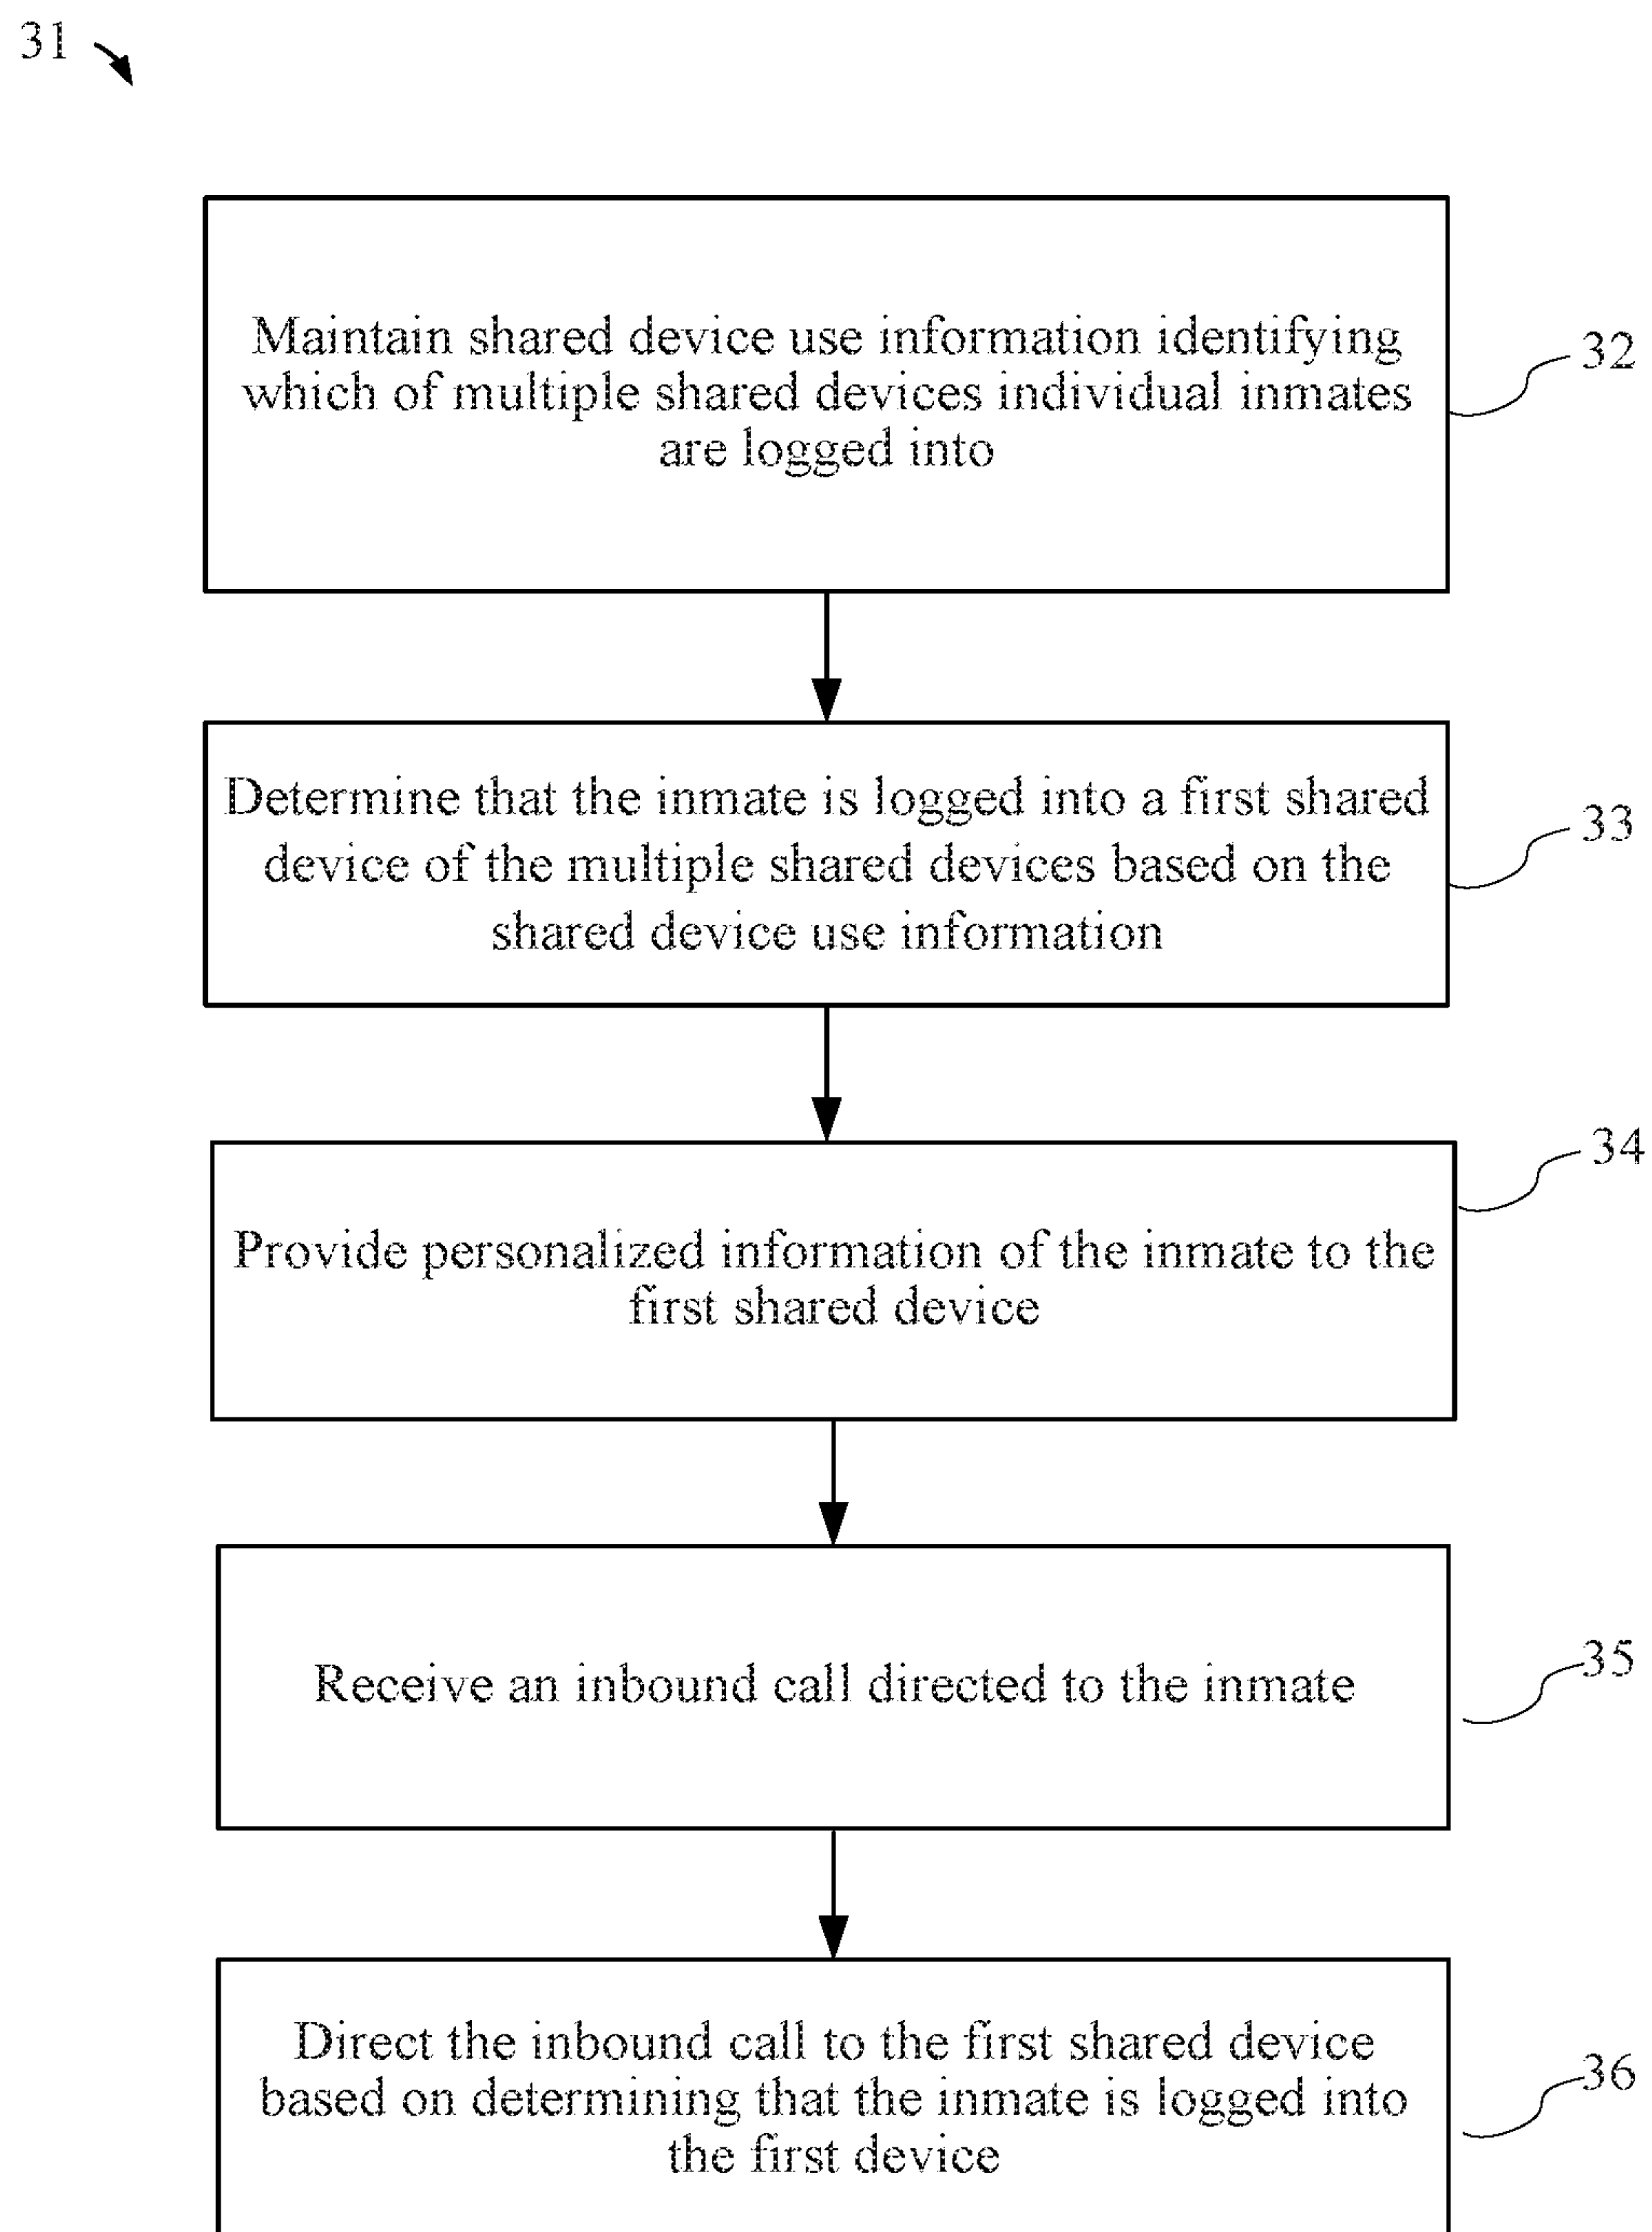 31
Maintain shared device use information identifying
which of multiple shared devices individual inmates
are logged into
32
Determine that the inmate is logged into a first shared
device of the multiple shared devices based on the
shared device use information
33
34
Provide personalized information of the inmate to the
first shared device
Receive an inbound call directed to the inmate
35
Direct the inbound call to the first shared device
based on determining that the inmate is logged into
the first device
36